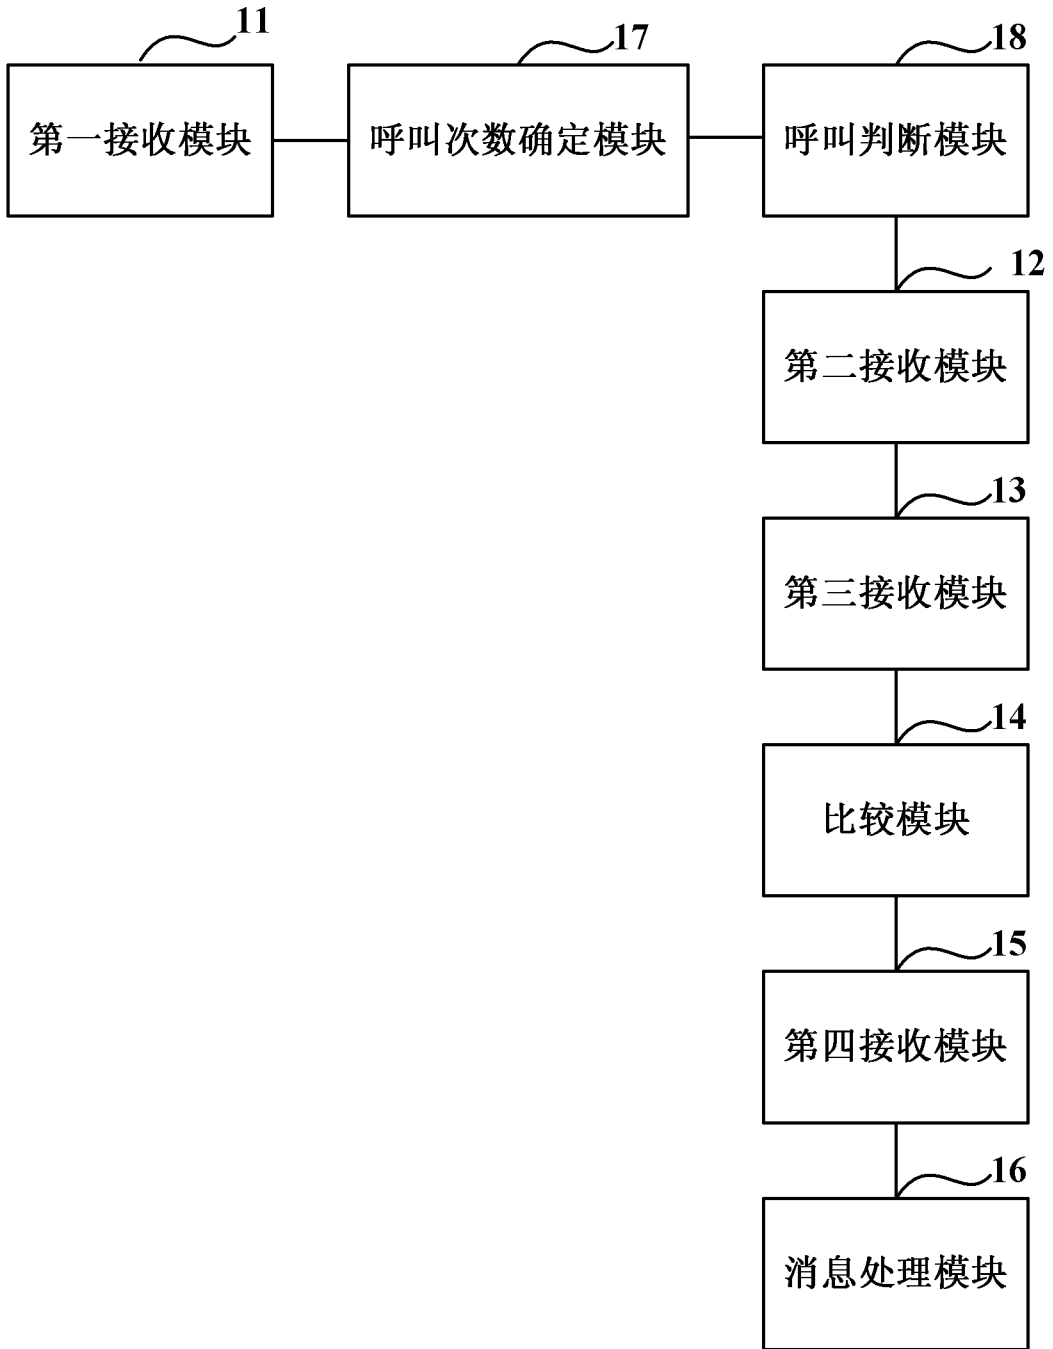 11
17
18
第一接收模块
呼叫次数确定模块
呼叫判断模块
12
第二接收模块
13
第三接收模块
14
比较模块
15
第四接收模块
16
消息处理模块